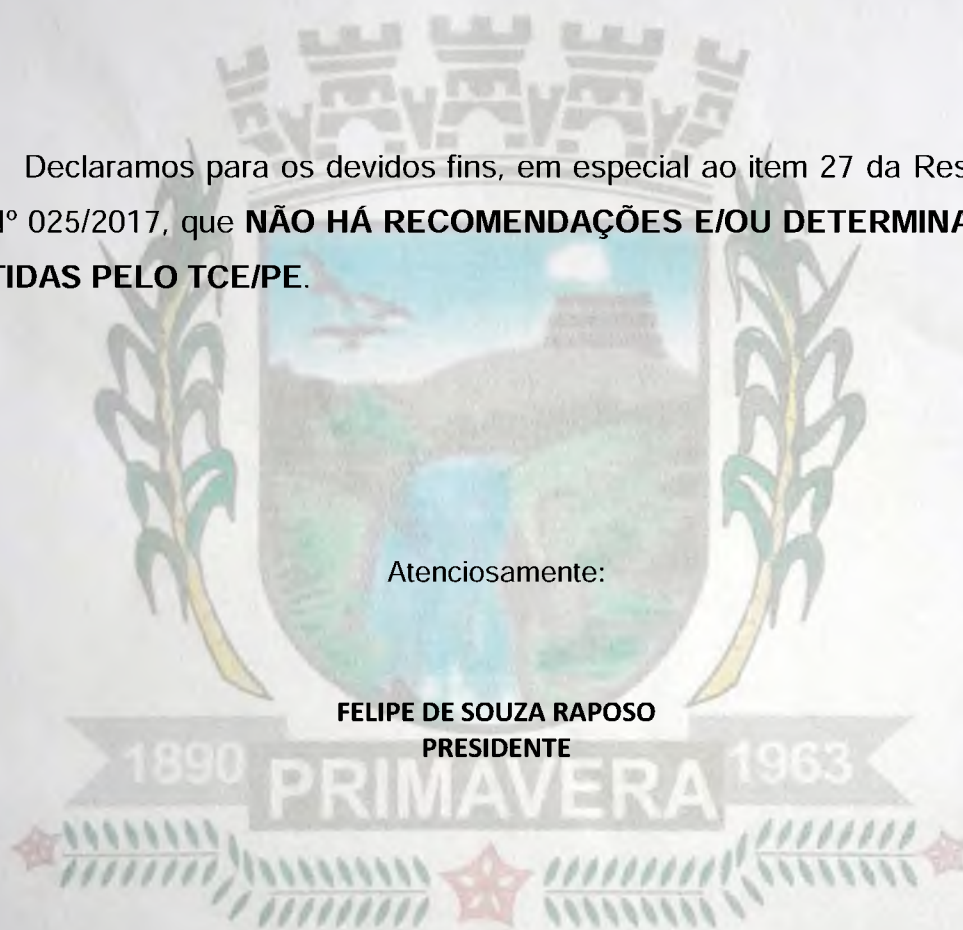 Declaramos para os devidos fins, em especial ao item 27 da Res
º 025/2017, que NÃO HÁ RECOMENDAÇÕES E/OU DETERMINA
TIDAS PELO TCE/PE.
Atenciosamente:
FELIPE DE SOUZA RAPOSO
PRESIDENTE
1890 PRIMAVERA 1963